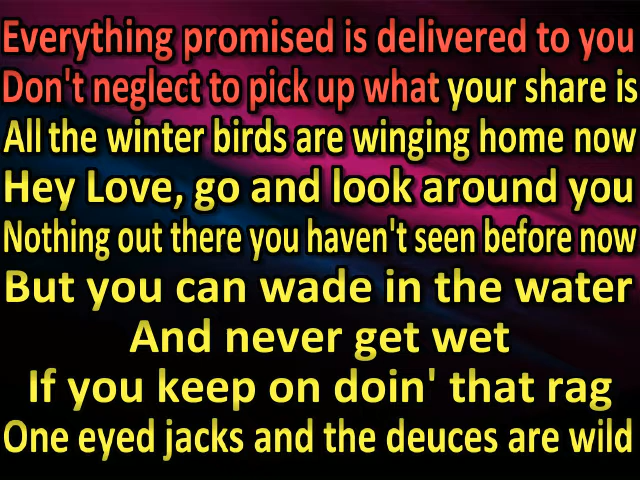 Everything promised is delivered to you
Don't neglect to pick up what your share is
All the winter birds are winging home now
Hey Love, go and look around you
Nothing out there you haven't seen before now
But you can wade in the water
And never get wet
If you keep on doin' that rag
One eyed jacks and the deuces are wild